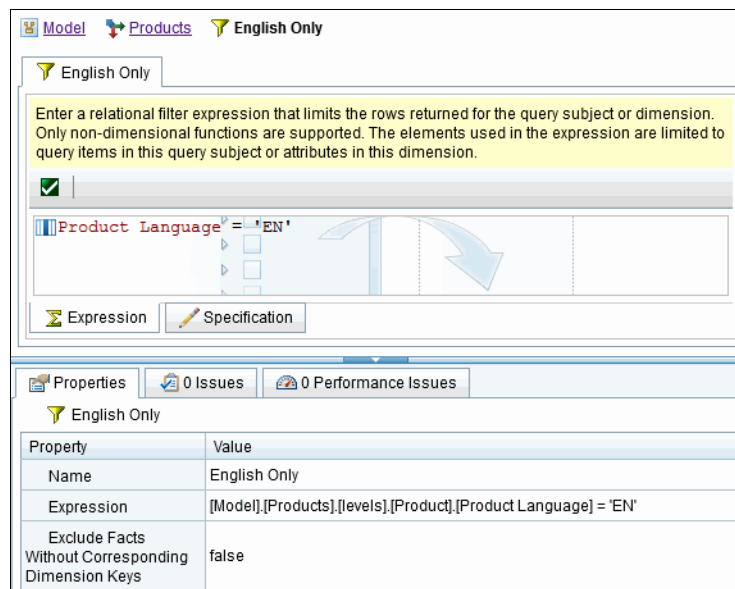 Model Products English Only
English Only
Enter a relational filter expression that limits the rows returned for the query subject or dimension.
Only non-dimensional functions are supported. The elements used in the expression are limited to
query items in this query subject or attributes in this dimension.
Product Language = 'EN'
Expression Specification
Properties 0 Issues 0 Performance Issues
English Only
Property Value
Name English Only
Expression [Model].[Products].[levels].[Product].[Product Language] = 'EN'
Exclude Facts
Without Corresponding false
Dimension Keys